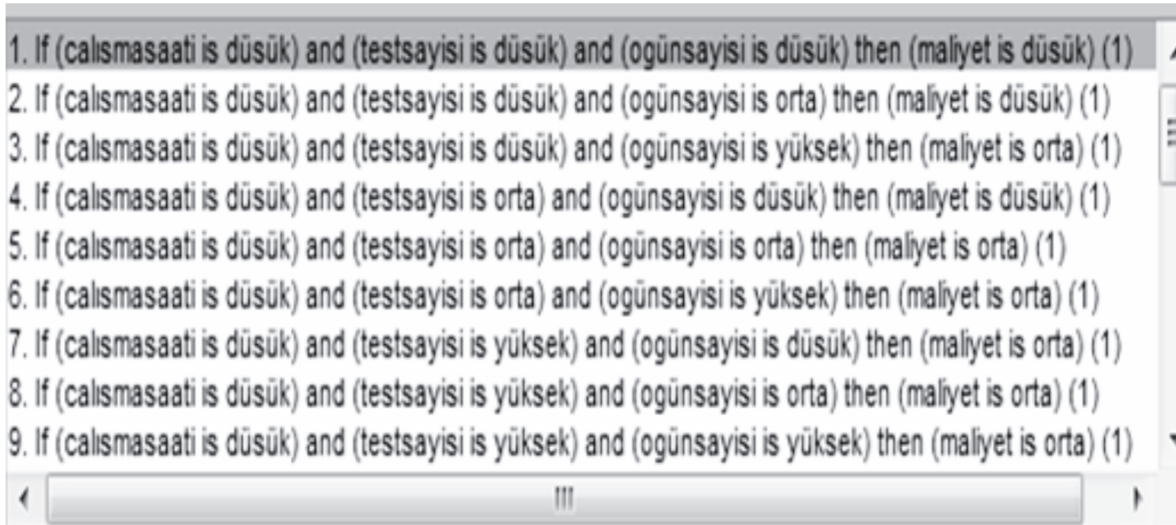 1. If (calısmasaati is düsük) and (testsayisi is düsük) and (ogünsayisi is düsük) then (maliyet is düsük) (1)
2. If (calısmasaati is düsük) and (testsayisi is düsük) and (ogünsayisi is orta) then (maliyet is düsük) (1)
3. If (calısmasaati is düsük) and (testsayisi is düsük) and (ogünsayisi is yüksek) then (maliyet is orta) (1)
4. If (calısmasaati is düsük) and (testsayisi is orta) and (ogünsayisi is düsük) then (maliyet is düsük) (1)
5. If (calısmasaati is düsük) and (testsayisi is orta) and (ogünsayisi is orta) then (maliyet is orta) (1)
6. If (calısmasaati is düsük) and (testsayisi is orta) and (ogünsayisi is yüksek) then (maliyet is orta) (1)
7. If (calısmasaati is düsük) and (testsayisi is yüksek) and (ogünsayisi is düsük) then (maliyet is orta) (1)
8. If (calısmasaati is düsük) and (testsayisi is yüksek) and (ogünsayisi is orta) then (maliyet is orta) (1)
9. If (calısmasaati is düsük) and (testsayisi is yüksek) and (ogünsayisi is yüksek) then (maliyet is orta) (1)